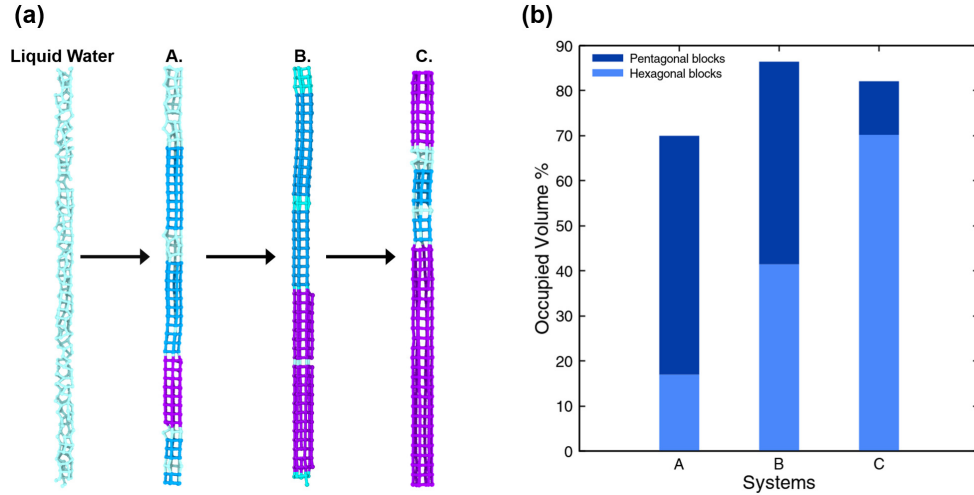 (a)
Liquid Water
A.
B.
C.
(b)
Pentagonal blocks
Hexagonal blocks
90
80
70
60
50
40
30
20
10
0
Occupied Volume %
A
B
C
Systems